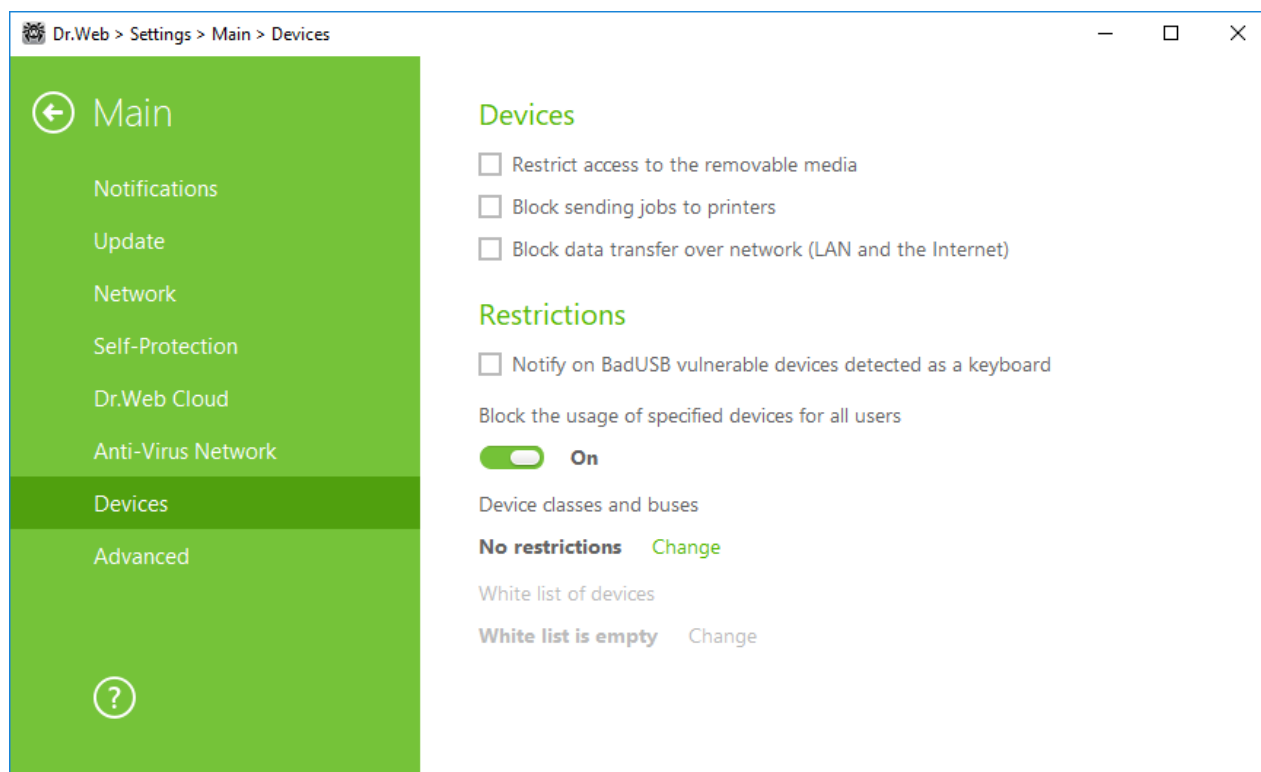 Dr.Web > Settings > Main > Devices
Main
Notifications
Update
Network
Self-Protection
Dr.Web Cloud
Anti-Virus Network
Devices
Advanced
?
Devices
Restrict access to the removable media
Block sending jobs to printers
Block data transfer over network (LAN and the Internet)
Restrictions
Notify on BadUSB vulnerable devices detected as a keyboard
Block the usage of specified devices for all users
On
Device classes and buses
No restrictions Change
White list of devices
White list is empty Change